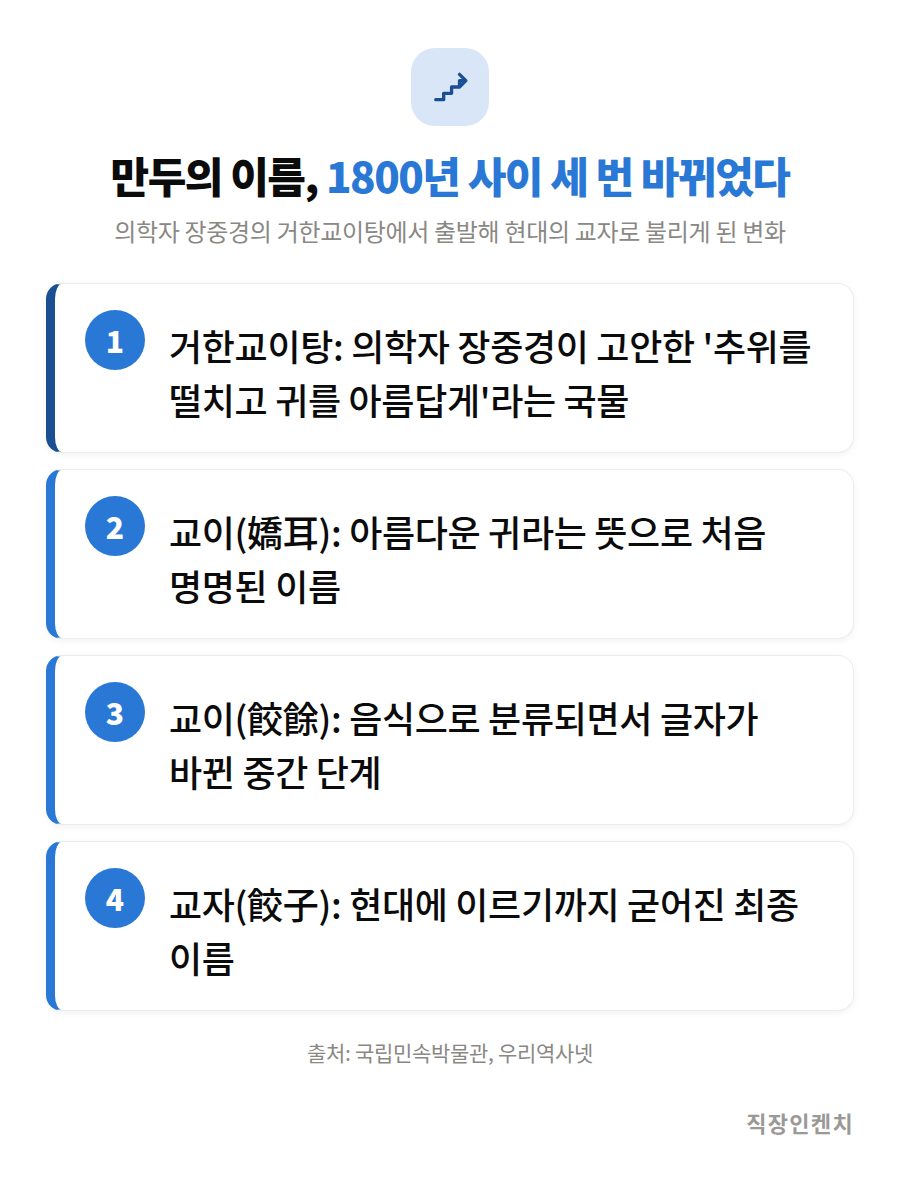 만두의 이름, 1800년 사이 세 번 바뀌었다
의학자 장중경의 거한교이탕에서 출발해 현대의 교자로 불리게 된 변화
1
거한교이탕: 의학자 장중경이 고안한 '추위를
떨치고 귀를 아름답게'라는 국물
2
교이(嬌耳): 아름다운 귀라는 뜻으로 처음
명명된 이름
3
교이(餃餘): 음식으로 분류되면서 글자가
바뀐 중간 단계
4
교자(餃子): 현대에 이르기까지 굳어진 최종
이름
출처: 국립민속박물관, 우리역사넷
직장인켄치